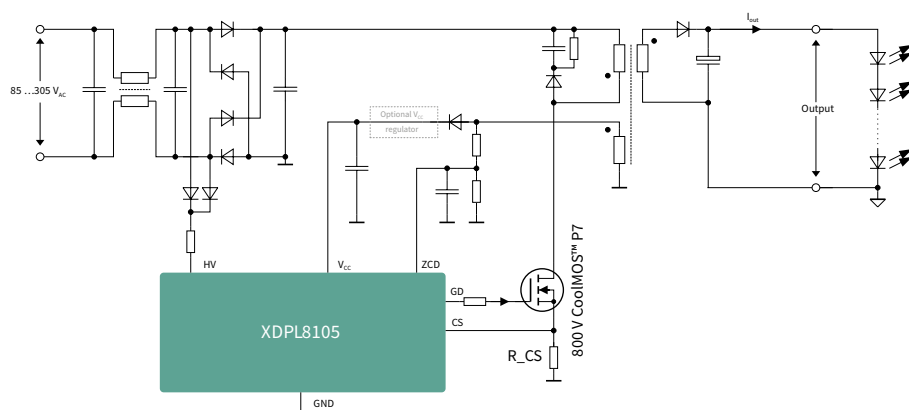 I_out
85 ...305 V_AC
Optional V_CC
regulator
Output
HV
V_CC
ZCD
GD
CS
XDPL8105
R_CS
800 V CoolMOS™ P7
GND